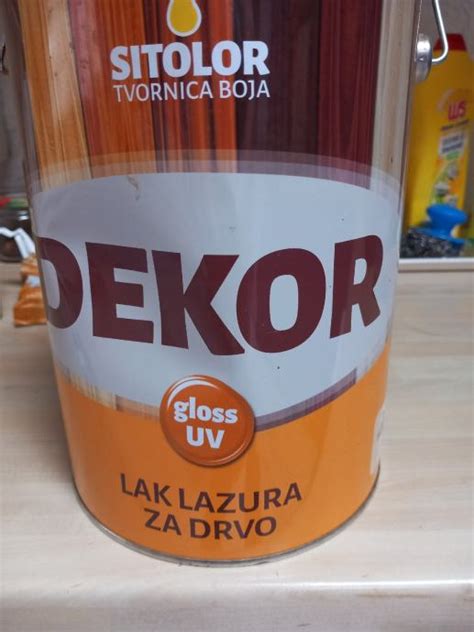 SITOLOR
TVORNICA BOJA
DEKOR
gloss
UV
LAK LAZURA
ZA DRVO